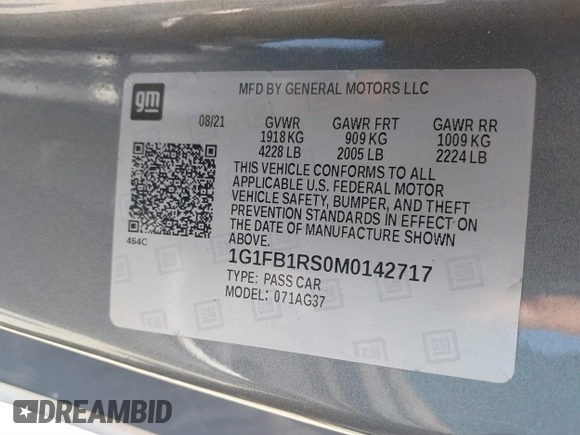 gm
MFD BY GENERAL MOTORS LLC
08/21 GVWR GAWR FRT GAWR RR
1918 KG 909 KG 1009 KG
4228 LB 2005 LB 2224 LB
THIS VEHICLE CONFORMS TO ALL
APPLICABLE U.S. FEDERAL MOTOR
VEHICLE SAFETY, BUMPER, AND THEFT
PREVENTION STANDARDS IN EFFECT ON
THE DATE OF MANUFACTURE SHOWN
ABOVE.
464C
1G1FB1RS0M0142717
TYPE: PASS CAR
MODEL: 071AG37
DREAMBID